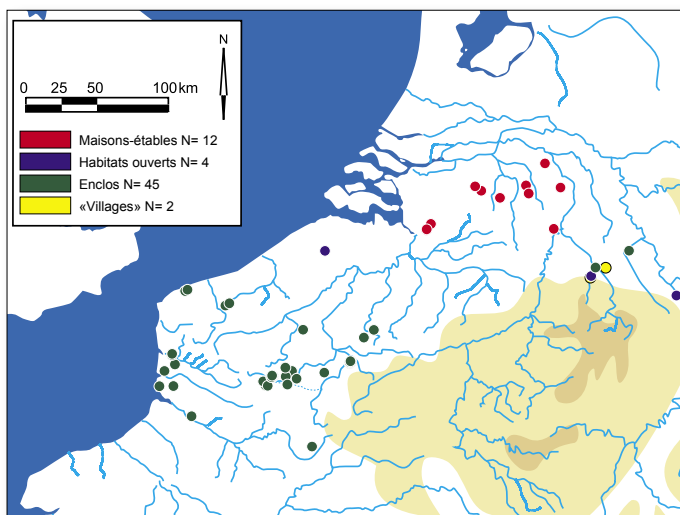 N
0 25 50 100 km
Maisons-étables N= 12
Habitats ouverts N= 4
Enclos N= 45
«Villages» N= 2